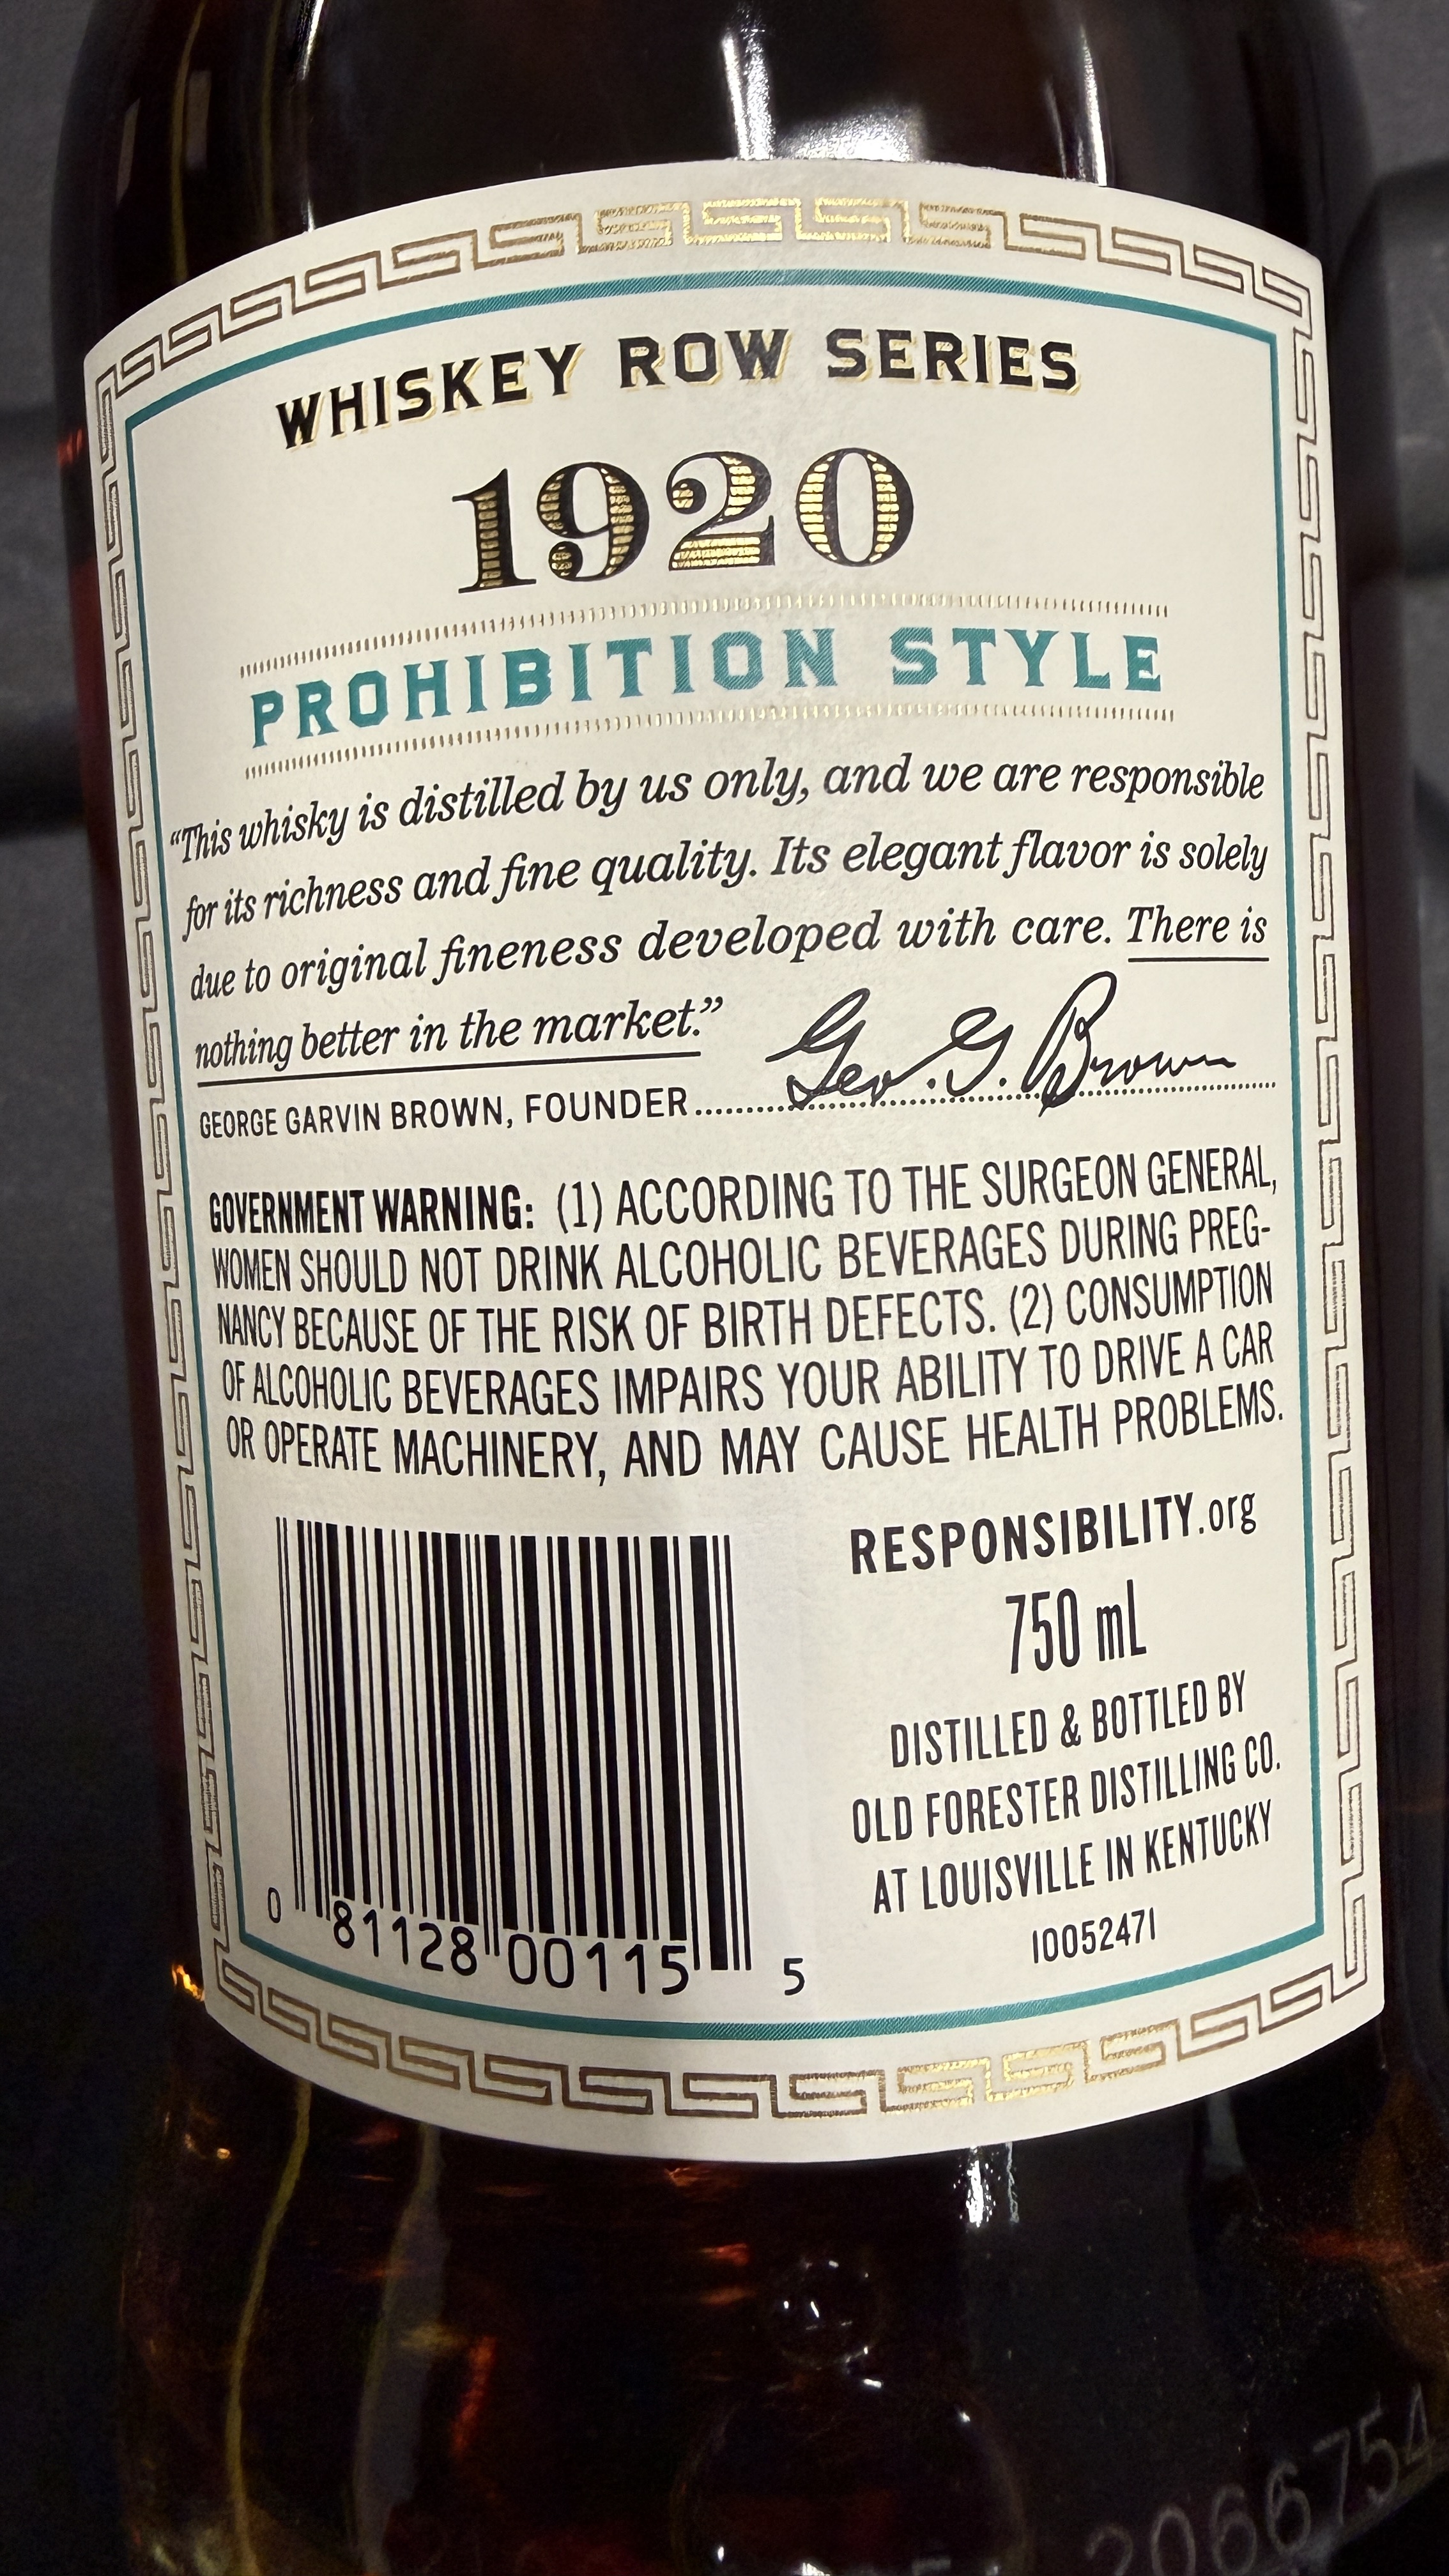 WHISKEY ROW SERIES
1920
PROHIBITION STYLE
“This whisky is distilled by us only, and we are responsible
for its richness and fine quality. Its elegant flavor is solely
due to original fineness developed with care. There is
nothing better in the market.”
Geo. G. Brown
GEORGE GARVIN BROWN, FOUNDER
GOVERNMENT WARNING: (1) ACCORDING TO THE SURGEON GENERAL,
WOMEN SHOULD NOT DRINK ALCOHOLIC BEVERAGES DURING PREG-
NANCY BECAUSE OF THE RISK OF BIRTH DEFECTS. (2) CONSUMPTION
OF ALCOHOLIC BEVERAGES IMPAIRS YOUR ABILITY TO DRIVE A CAR
OR OPERATE MACHINERY, AND MAY CAUSE HEALTH PROBLEMS.
RESPONSIBILITY.org
750 mL
DISTILLED & BOTTLED BY
OLD FORESTER DISTILLING CO.
AT LOUISVILLE IN KENTUCKY
10052471
0 81128 00115 5
2066754